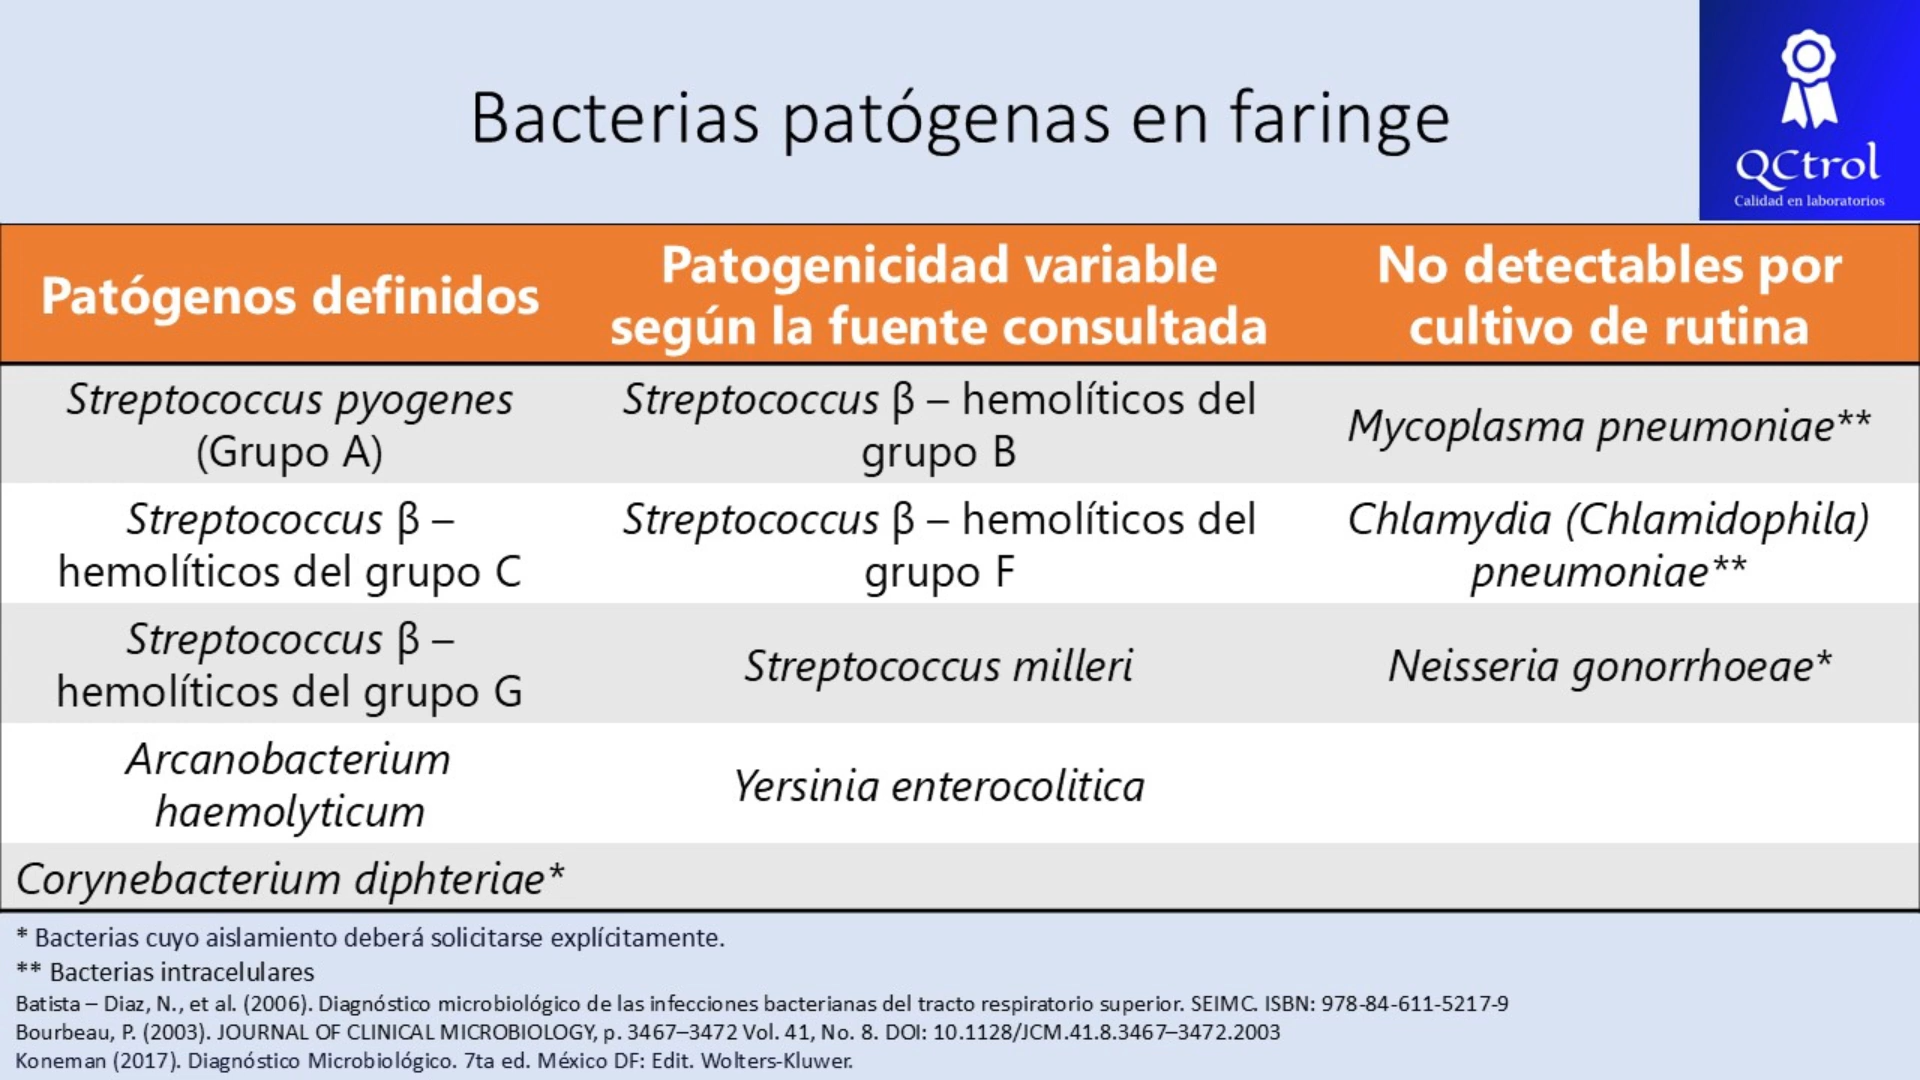 Bacterias patógenas en faringe
QCtrol
Calidad en laboratorios
Patógenos definidos
Patogenicidad variable
según la fuente consultada
No detectables por
cultivo de rutina
Streptococcus pyogenes
(Grupo A)
Streptococcus β – hemolíticos del
grupo B
Mycoplasma pneumoniae**
Streptococcus β –
hemolíticos del grupo C
Streptococcus β – hemolíticos del
grupo F
Chlamydia (Chlamidophila)
pneumoniae**
Streptococcus β –
hemolíticos del grupo G
Streptococcus milleri
Neisseria gonorrhoeae*
Arcanobacterium
haemolyticum
Yersinia enterocolitica
Corynebacterium diphteriae*
* Bacterias cuyo aislamiento deberá solicitarse explícitamente.
** Bacterias intracelulares
Batista – Diaz, N., et al. (2006). Diagnóstico microbiológico de las infecciones bacterianas del tracto respiratorio superior. SEIMC. ISBN: 978-84-611-5217-9
Bourbeau, P. (2003). JOURNAL OF CLINICAL MICROBIOLOGY, p. 3467–3472 Vol. 41, No. 8. DOI: 10.1128/JCM.41.8.3467–3472.2003
Koneman (2017). Diagnóstico Microbiológico. 7ta ed. México DF: Edit. Wolters-Kluwer.